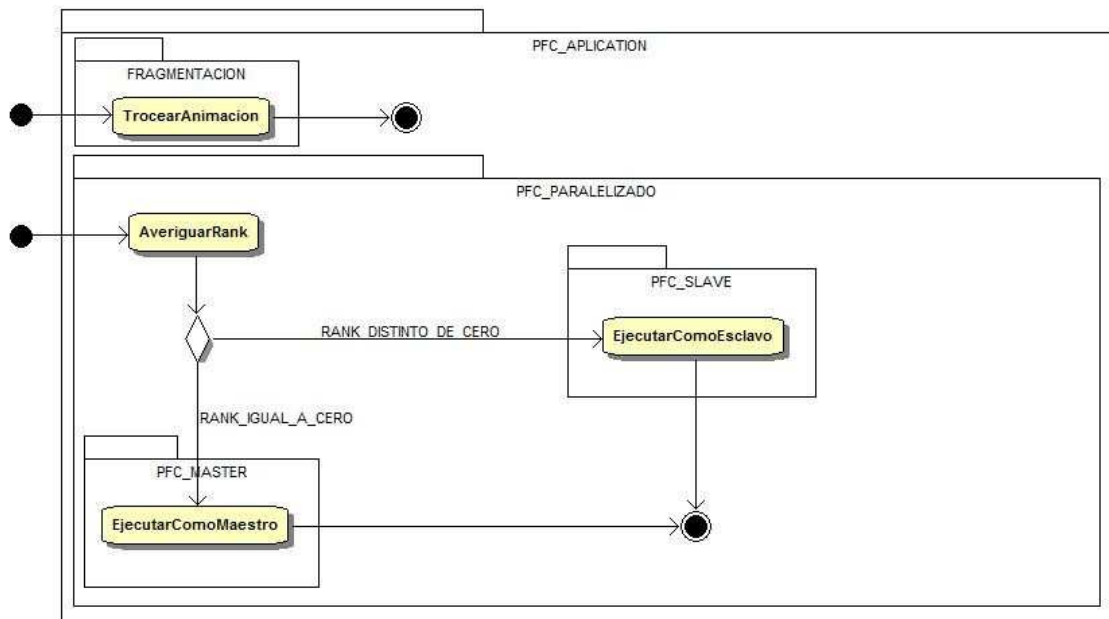 PFC_APLICATION
FRAGMENTACION
TrocearAnimacion
PFC_PARALELIZADO
AveriguarRank
PFC_SLAVE
RANK_DISTINTO_DE_CERO
EjecutarComoEsclavo
RANK_IGUAL_A_CERO
PFC_MASTER
EjecutarComoMaestro